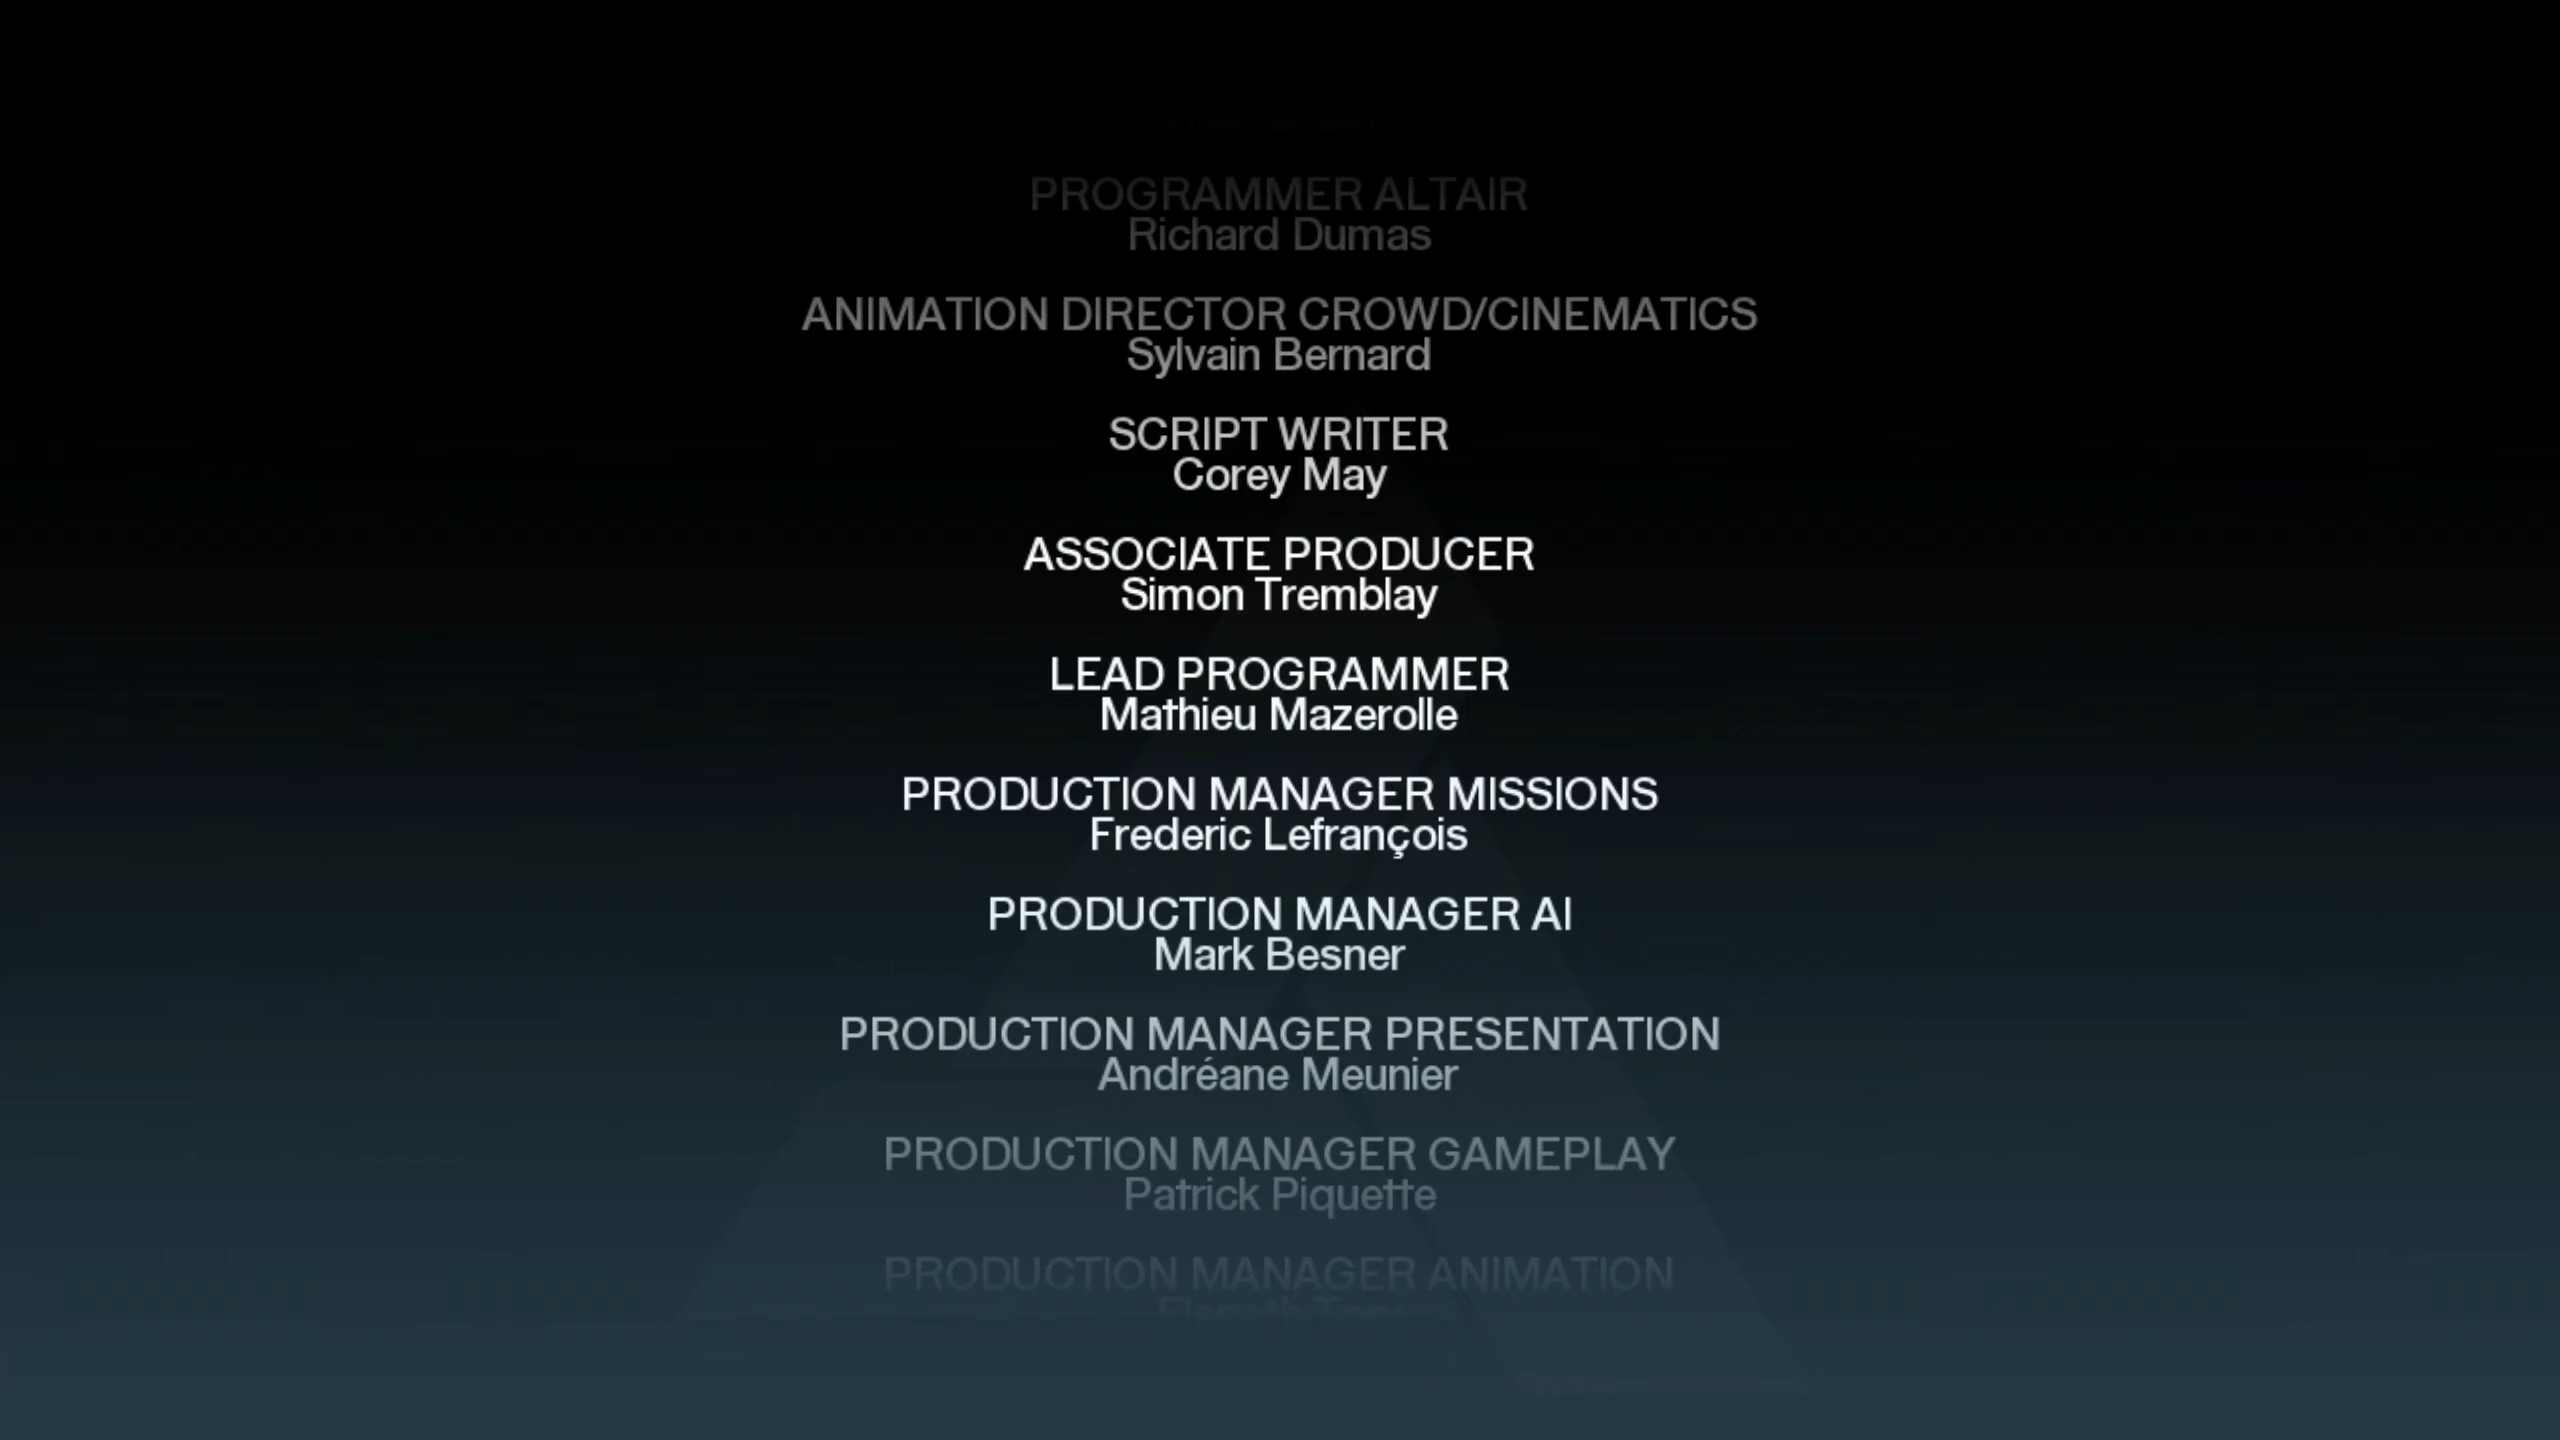 PROGRAMMER ALTAIR
Richard Dumas
ANIMATION DIRECTOR CROWD/CINEMATICS
Sylvain Bernard
SCRIPT WRITER
Corey May
ASSOCIATE PRODUCER
Simon Tremblay
LEAD PROGRAMMER
Mathieu Mazerolle
PRODUCTION MANAGER MISSIONS
Frederic Lefrançois
PRODUCTION MANAGER AI
Mark Besner
PRODUCTION MANAGER PRESENTATION
Andréane Meunier
PRODUCTION MANAGER GAMEPLAY
Patrick Piquette
PRODUCTION MANAGER ANIMATION